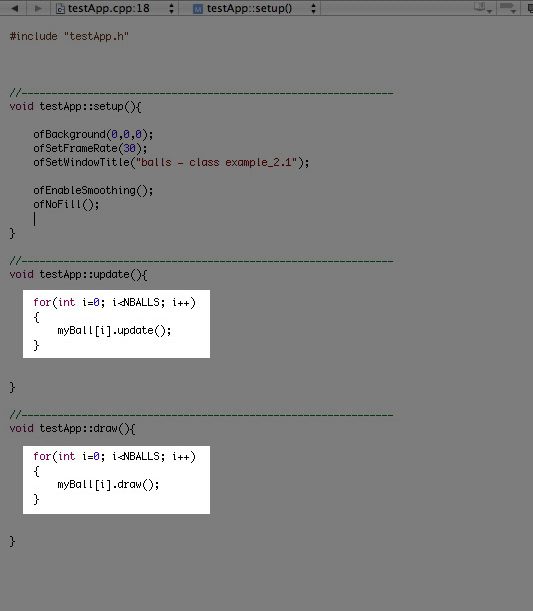 testApp.cpp:18 testApp::setup()
#include "testApp.h"
//--------------------------------------------------------------
void testApp::setup(){
ofBackground(0,0,0);
ofSetFrameRate(30);
ofSetWindowTitle("balls - class example_2.1");
ofEnableSmoothing();
ofNoFill();
}
//--------------------------------------------------------------
void testApp::update(){
for(int i=0; i<NBALLS; i++)
{
myBall[i].update();
}
}
//--------------------------------------------------------------
void testApp::draw(){
for(int i=0; i<NBALLS; i++)
{
myBall[i].draw();
}
}